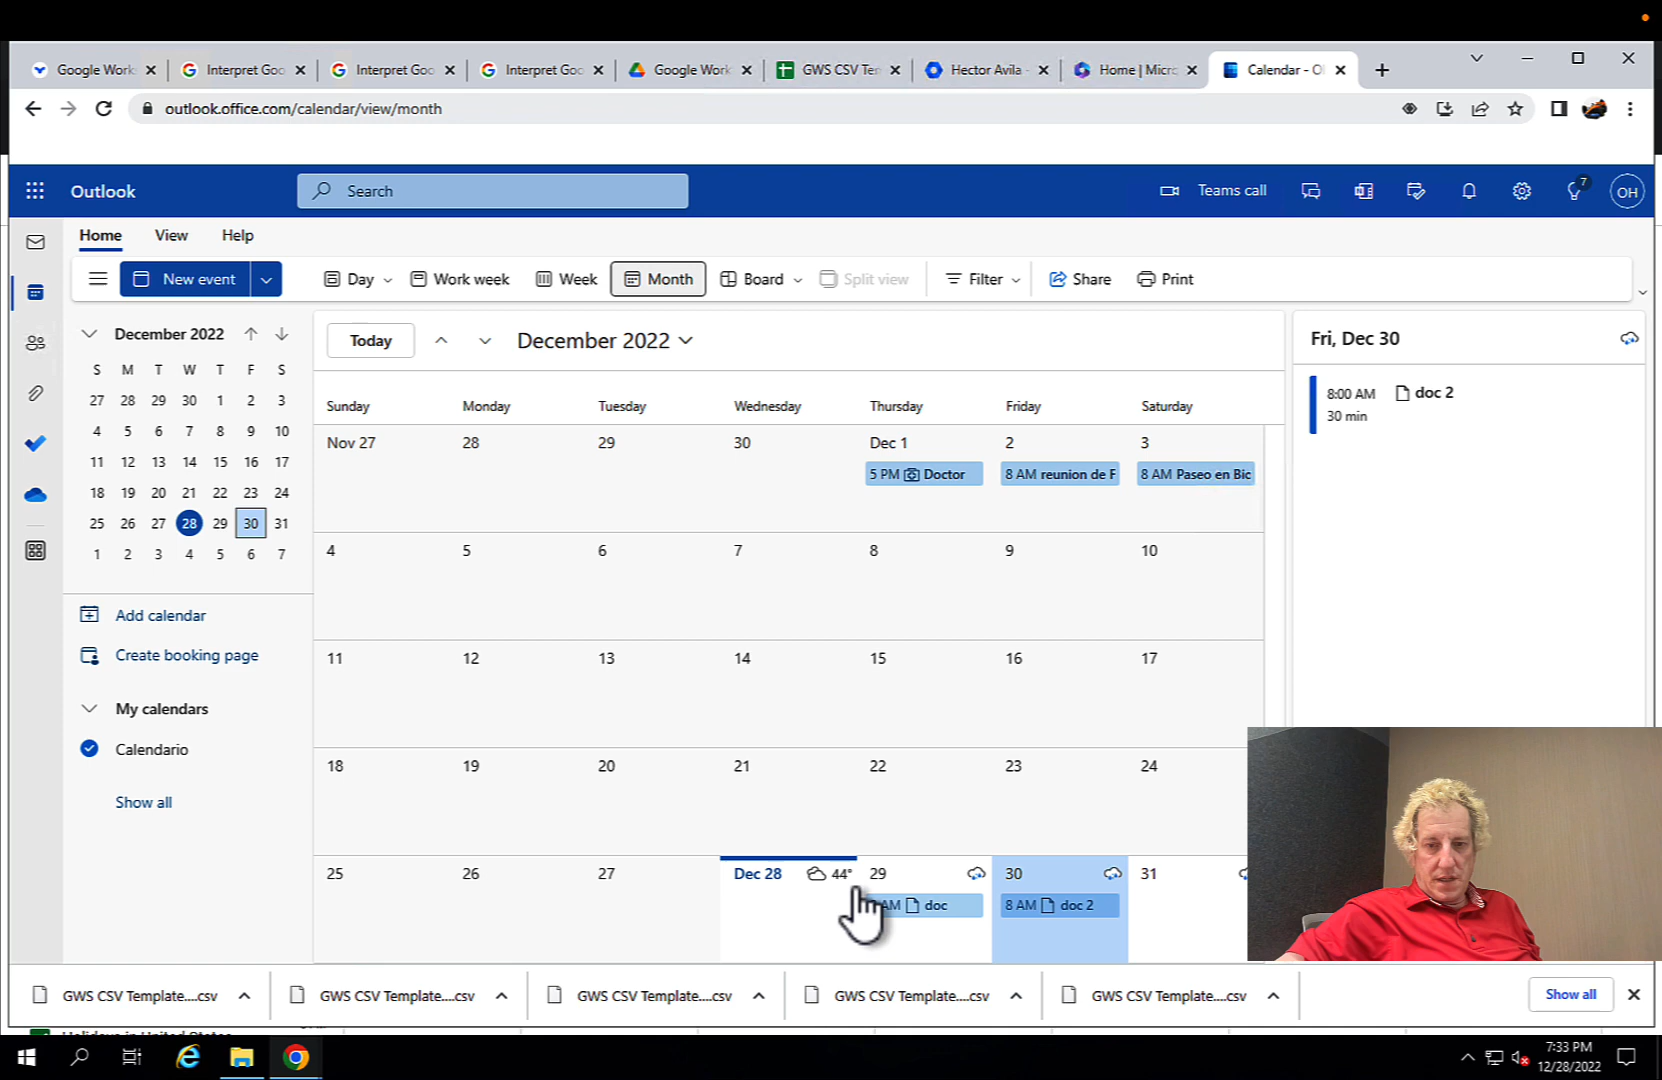 Google Work
Interpret Goo
Interpret Goo
Interpret Goo
Google Work
GWS CSV Tem
Hector Avila -
Home | Micro
Calendar - O
outlook.office.com/calendar/view/month
Outlook
Search
Teams call
7
OH
Home View Help
New event
Day
Work week
Week
Month
Board
Split view
Filter
Share
Print
December 2022
S M T W T F S
27 28 29 30 1 2 3
4 5 6 7 8 9 10
11 12 13 14 15 16 17
18 19 20 21 22 23 24
25 26 27 28 29 30 31
1 2 3 4 5 6 7
Add calendar
Create booking page
My calendars
Calendario
Show all
Today
December 2022
Sunday Monday Tuesday Wednesday Thursday Friday Saturday
Nov 27 28 29 30 Dec 1 2 3
5 PM Doctor
8 AM reunion de F
8 AM Paseo en Bic
4 5 6 7 8 9 10
11 12 13 14 15 16 17
18 19 20 21 22 23 24
25 26 27 Dec 28 44° 29 30 31
AM doc
8 AM doc 2
Fri, Dec 30
8:00 AM doc 2
30 min
GWS CSV Template....csv
GWS CSV Template....csv
GWS CSV Template....csv
GWS CSV Template....csv
GWS CSV Template....csv
Show all
Holidays in United States
7:33 PM
12/28/2022